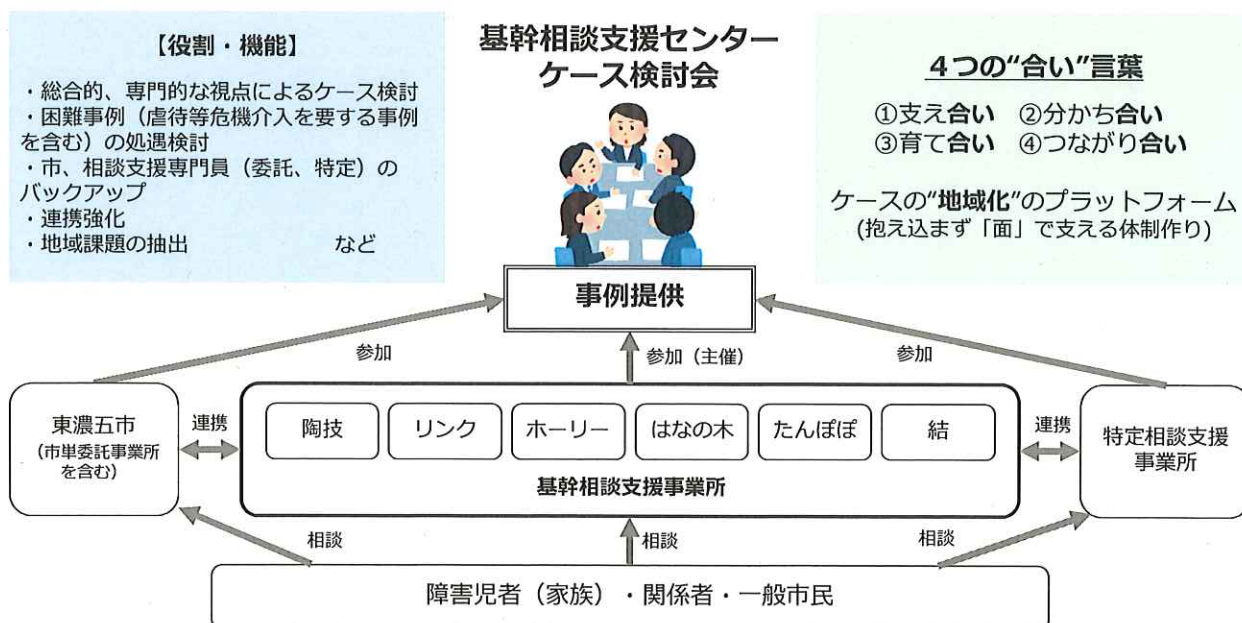 【役割・機能】
・総合的、専門的な視点によるケース検討
・困難事例（虐待等危機介入を要する事例
を含む）の処遇検討
・市、相談支援専門員（委託、特定）の
バックアップ
・連携強化
・地域課題の抽出　　　　　　など
基幹相談支援センター
ケース検討会
４つの“合い”言葉
①支え合い　②分かち合い
③育て合い　④つながり合い
ケースの“地域化”のプラットフォーム
(抱え込まず「面」で支える体制作り)
事例提供
参加
参加（主催）
参加
東濃五市
（市単委託事業所
を含む）
連携
陶技
リンク
ホーリー
はなの木
たんぽぽ
結
基幹相談支援事業所
連携
特定相談支援
事業所
相談
相談
相談
障害児者（家族）・関係者・一般市民